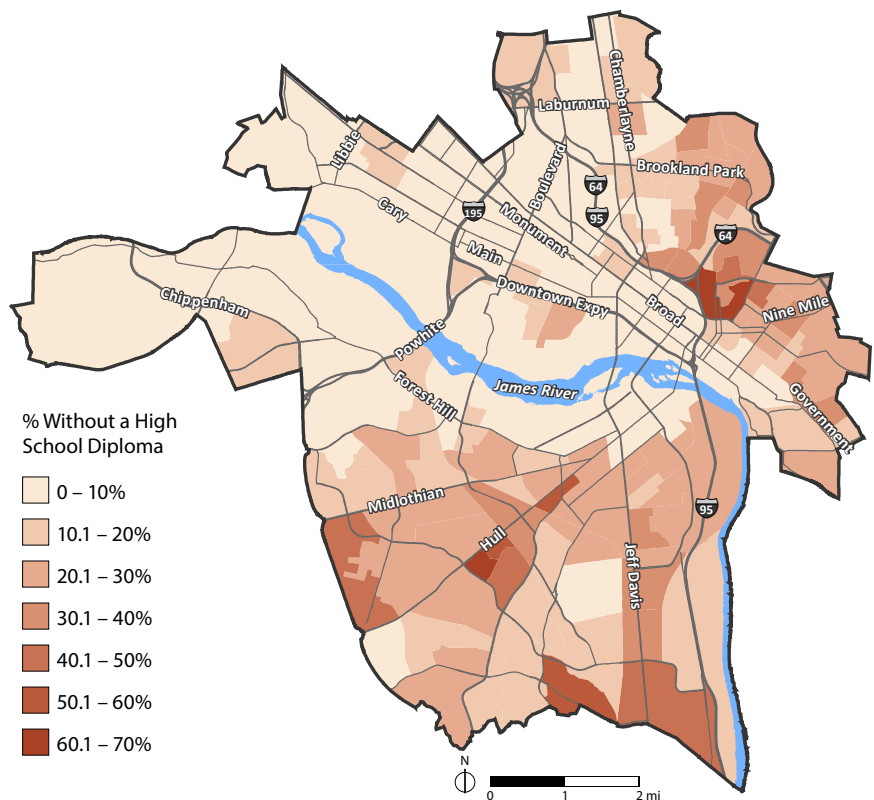 Chamberlayne
Laburnum
Libbie
Boulevard
Brookland Park
64
95
195
Cary
Monument
64
Main
Chippenham
Downtown Expy
Broad
Nine Mile
Powhite
James River
Forest Hill
Government
% Without a High
School Diploma
0 – 10%
10.1 – 20%
20.1 – 30%
30.1 – 40%
40.1 – 50%
50.1 – 60%
60.1 – 70%
Midlothian
95
Hull
Jeff Davis
N
0 1 2 mi